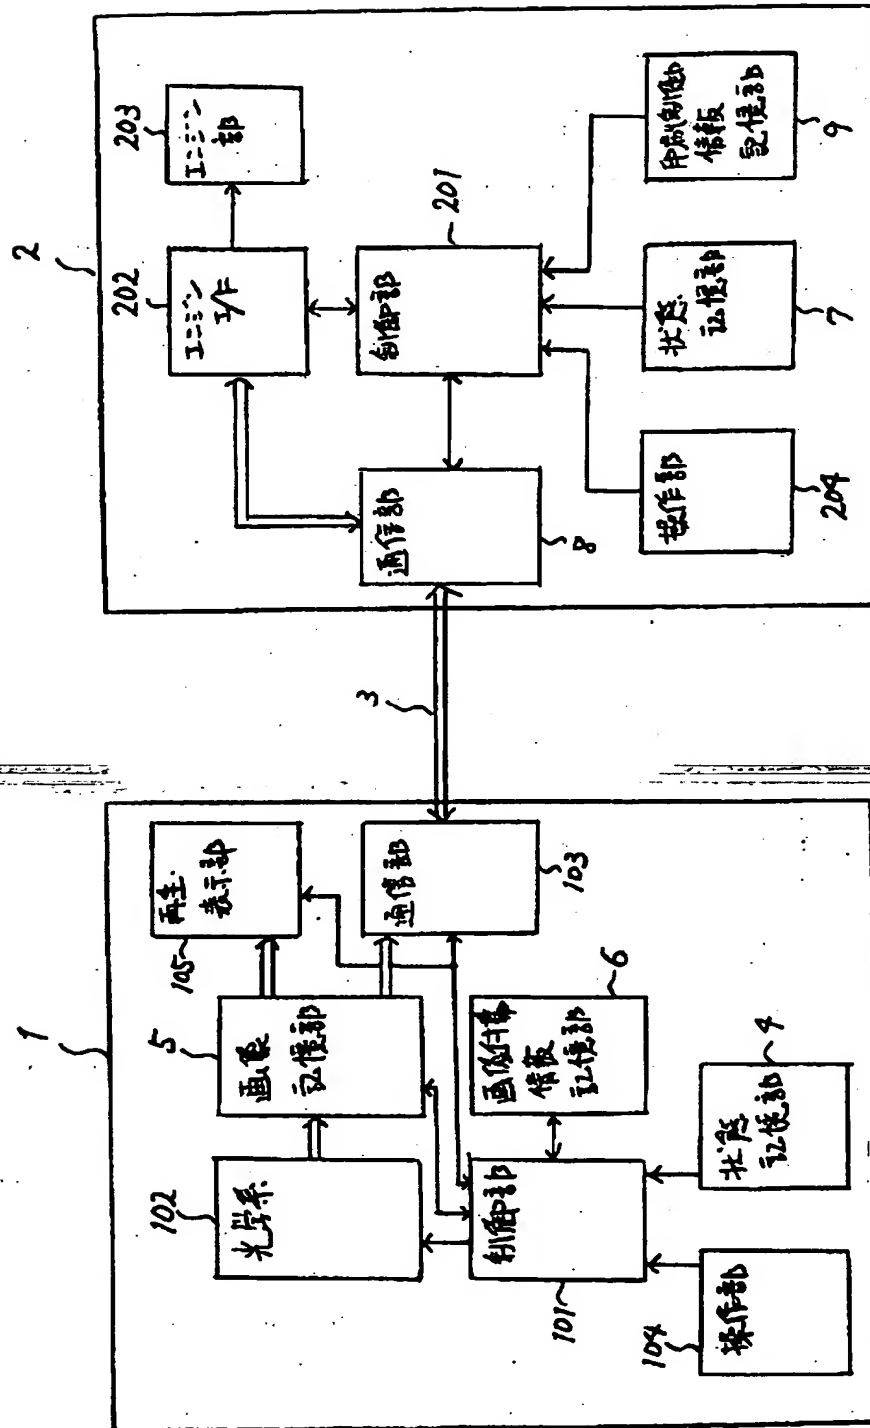 1
102
光学系
5
画像
記憶部
105
再生
表示部
通信部
103
101
制御部
画像付帯
情報
記憶部
6
104
操作部
状態
記憶部
4
3
2
202
エンジン
I/F
203
エンジン
部
通信部
8
制御部
201
操作部
204
状態
記憶部
7
印刷制御
情報
記憶部
9